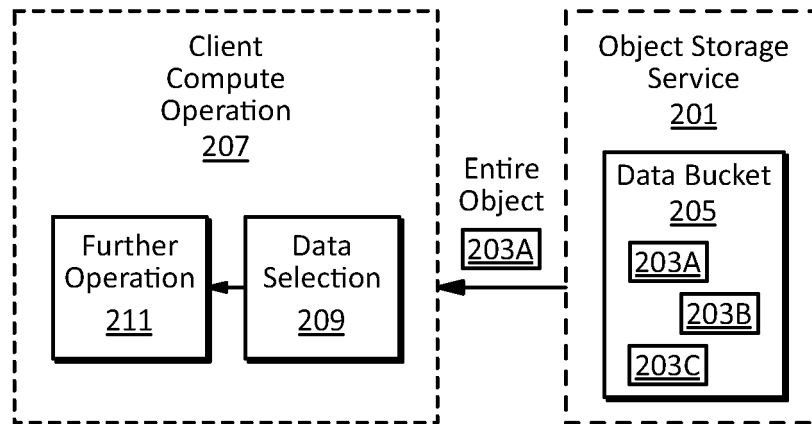 Client
Compute
Operation
207
Further
Operation
211
Data
Selection
209
Entire
Object
203A
Object Storage
Service
201
Data Bucket
205
203A
203B
203C